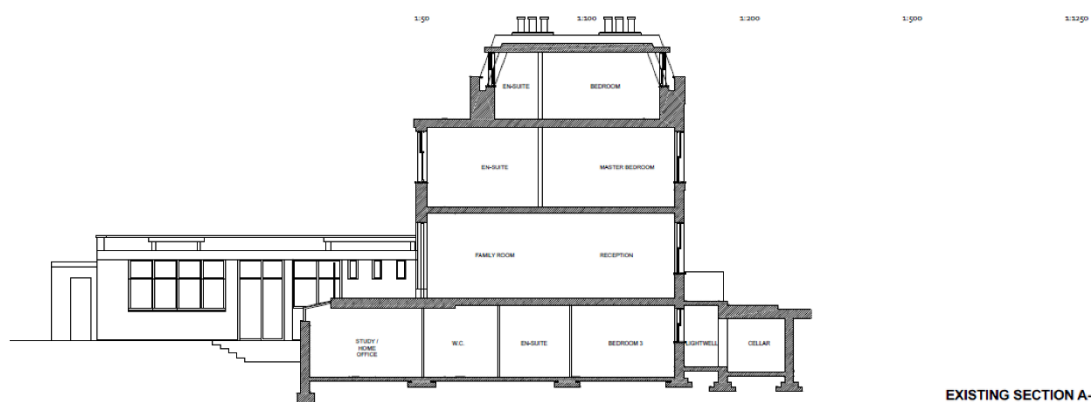 1:50 1:100 1:200 1:500 1:1250
EN-SUITE BEDROOM
EN-SUITE MASTER BEDROOM
FAMILY ROOM RECEPTION
STUDY /
HOME
OFFICE
W.C. EN-SUITE BEDROOM 3 LIGHTWELL CELLAR
EXISTING SECTION A-